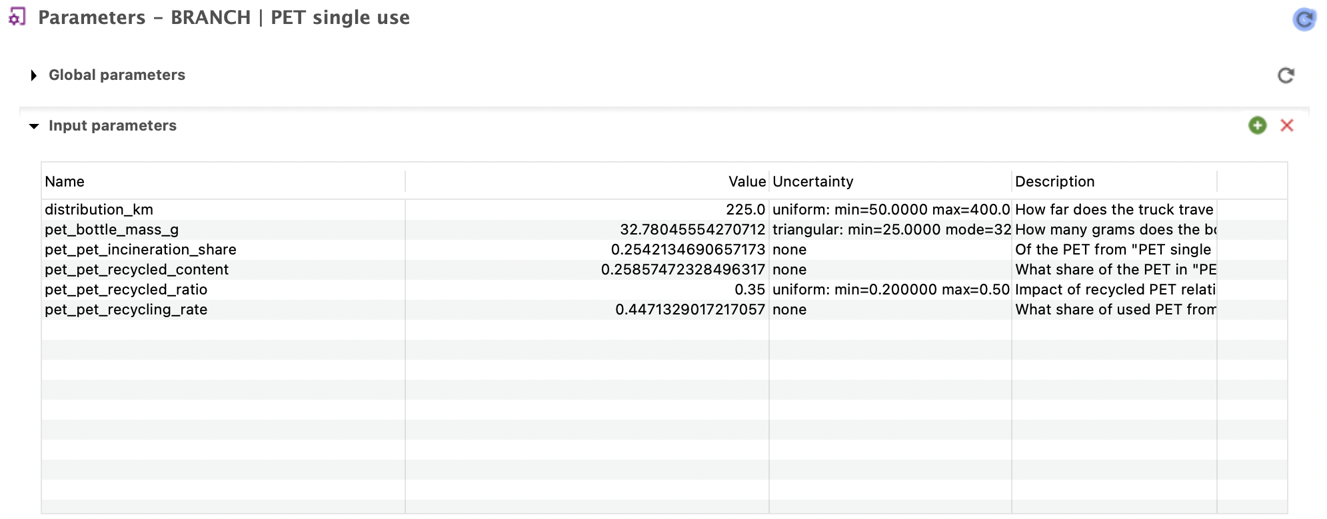 Parameters - BRANCH | PET single use
Global parameters
Input parameters
Name Value Uncertainty Description
distribution_km 225.0 uniform: min=50.0000 max=400.0 How far does the truck trave
pet_bottle_mass_g 32.78045554270712 triangular: min=25.0000 mode=32 How many grams does the bo
pet_pet_incineration_share 0.2542134690657173 none Of the PET from "PET single
pet_pet_recycled_content 0.25857472328496317 none What share of the PET in "PE
pet_pet_recycled_ratio 0.35 uniform: min=0.200000 max=0.50 Impact of recycled PET relati
pet_pet_recycling_rate 0.4471329017217057 none What share of used PET from